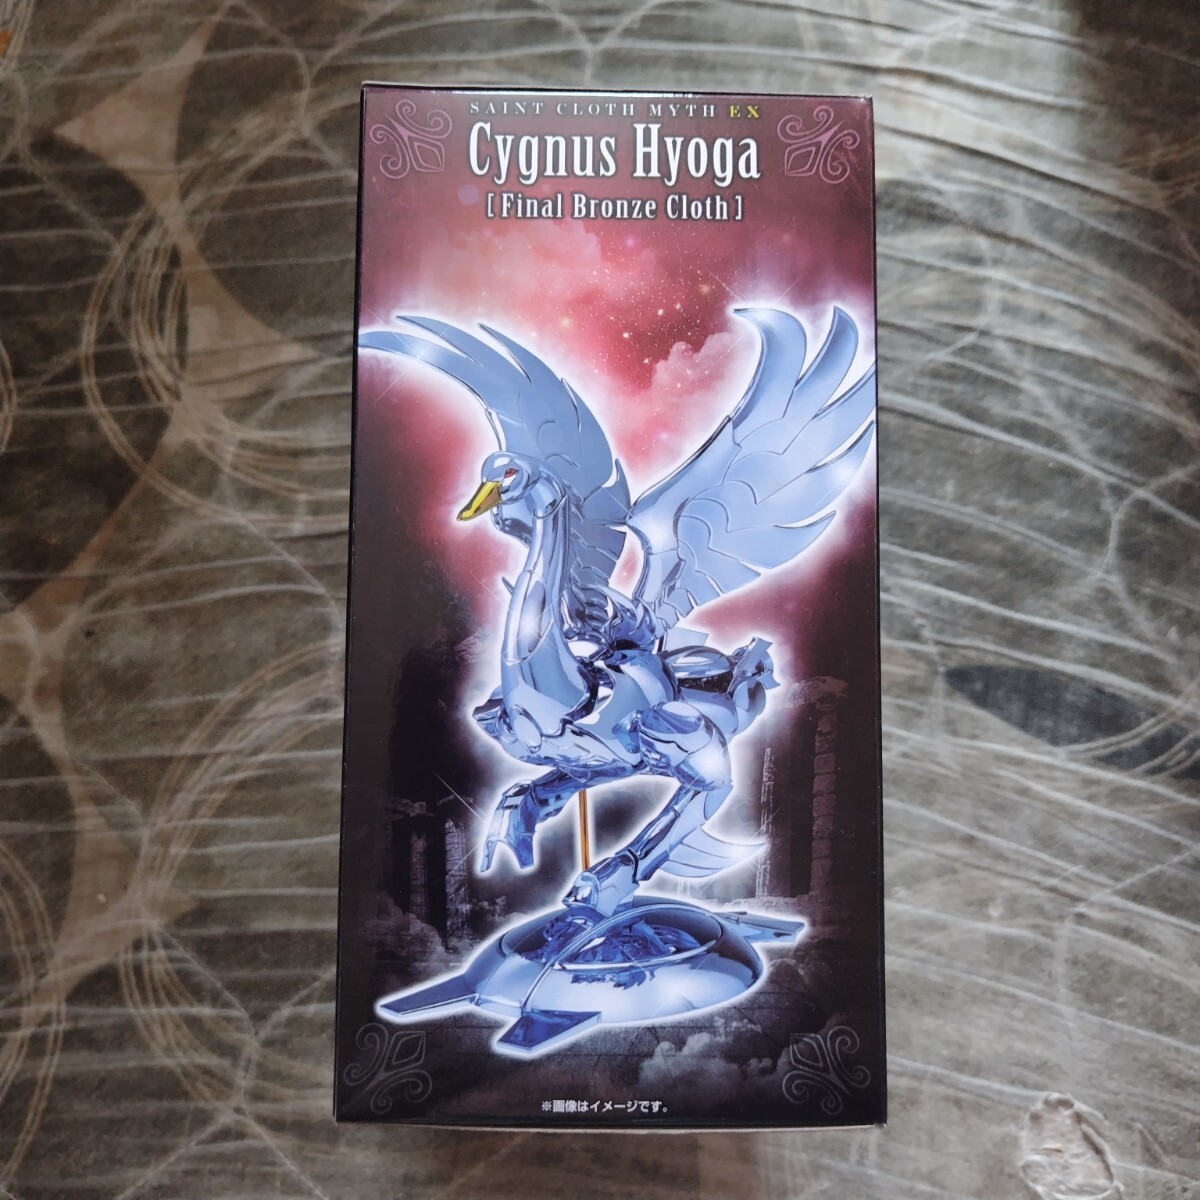 SAINT CLOTH MYTH EX
Cygnus Hyoga
[Final Bronze Cloth]
※画像はイメージです。